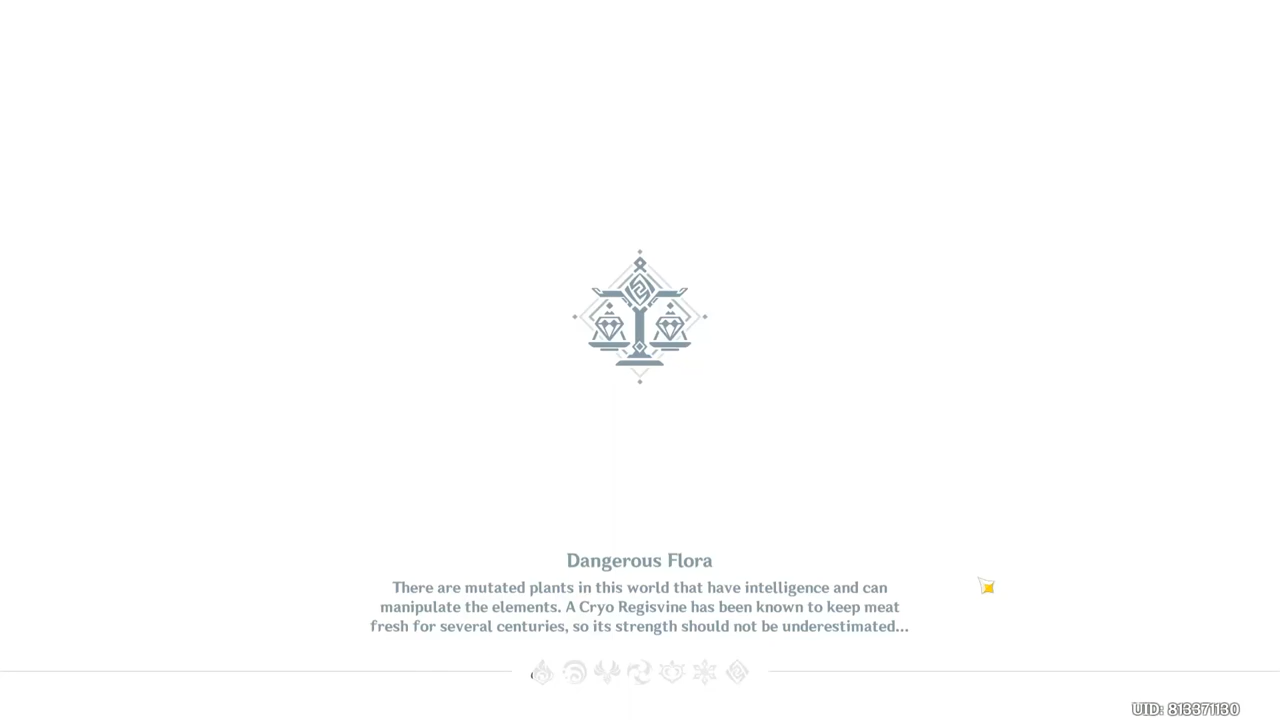 Dangerous Flora
There are mutated plants in this world that have intelligence and can
manipulate the elements. A Cryo Regisvine has been known to keep meat
fresh for several centuries, so its strength should not be underestimated...
UID: 813371130